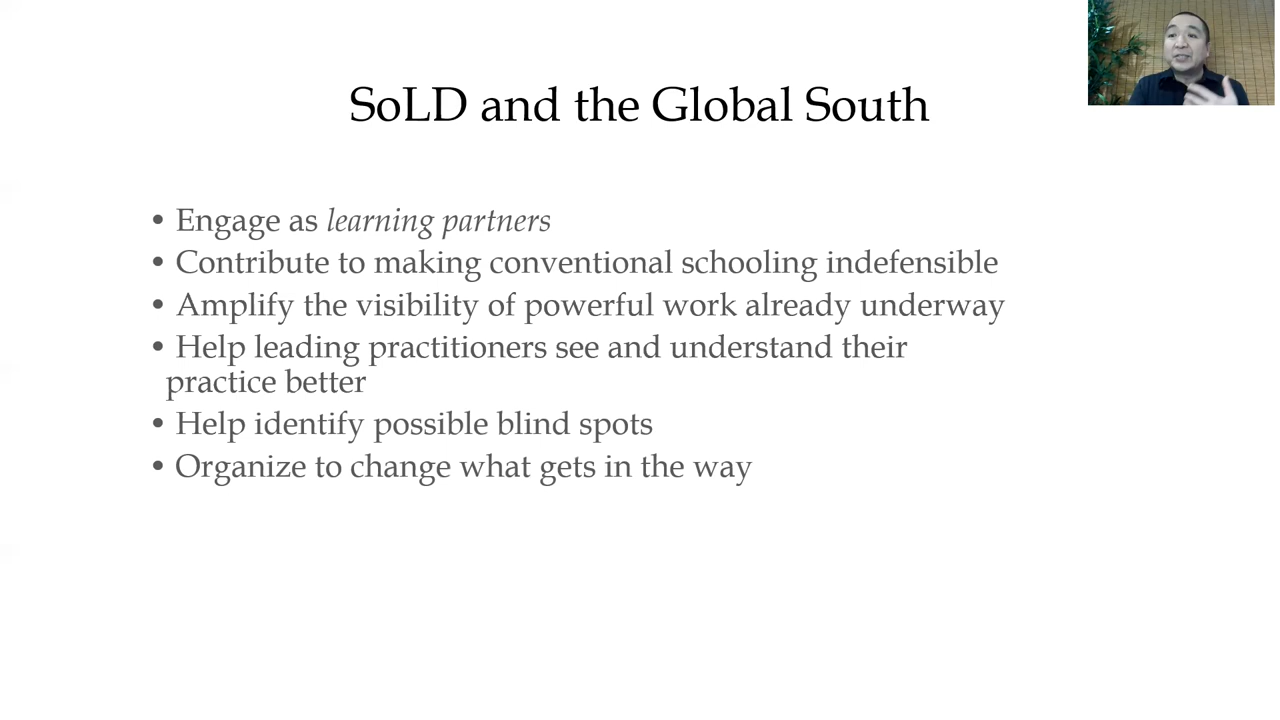 SoLD and the Global South
• Engage as learning partners
• Contribute to making conventional schooling indefensible
• Amplify the visibility of powerful work already underway
• Help leading practitioners see and understand their
practice better
• Help identify possible blind spots
• Organize to change what gets in the way